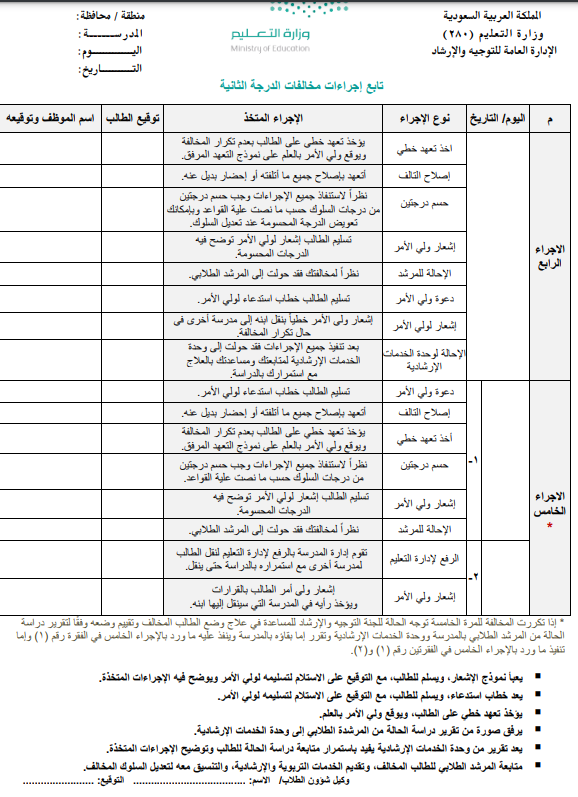 المملكة العربية السعودية
وزارة التعليم (٢٨٠)
الإدارة العامة للتوجيه والإرشاد
وزارة التعليم
Ministry of Education
منطقة / محافظة:
المدرســـــــة :
اليـــــــوم:
التـــــــاريخ:
تابع إجراءات مخالفات الدرجة الثانية
م
اليوم/ التاريخ
نوع الإجراء
الإجراء المتخذ
توقيع الطالب
اسم الموظف وتوقيعه
الاجراء الرابع
اخذ تعهد خطي
يؤخذ تعهد خطي على الطالب بعدم تكرار المخالفة
ويوقع ولي الأمر بالعلم على نموذج التعهد المرفق.
إصلاح التالف
أتعهد بإصلاح جميع ما أتلفته أو إحضار بديل عنه.
حسم درجتين
نظراً لاستنفاذ جميع الإجراءات وجب حسم درجتين
من درجات السلوك حسب ما نصت علية القواعد وبإمكانك
تعويض الدرجة المحسومة عند تعديل السلوك.
إشعار ولي الأمر
تسليم الطالب إشعار لولي الأمر توضح فيه
الدرجات المحسومة.
الإحالة للمرشد
نظراً لمخالفتك فقد حولت إلى المرشد الطلابي.
دعوة ولي الأمر
تسليم الطالب خطاب استدعاء لولي الأمر.
إشعار لولي الأمر
إشعار ولي الأمر خطياً بنقل ابنه إلى مدرسة أخرى فى
حال تكرار المخالفة.
الإحالة لوحدة الخدمات
الإرشادية
بعد تنفيذ جميع الإجراءات فقد حولت إلى وحدة
الخدمات الإرشادية لمتابعتك ومساعدتك بالعلاج
مع استمرارك بالدراسة.
الاجراء الخامس
*
١-
دعوة ولي الأمر
تسليم الطالب خطاب استدعاء لولي الأمر.
إصلاح التالف
أتعهد بإصلاح جميع ما أتلفته أو إحضار بديل عنه.
أخذ تعهد خطي
يؤخذ تعهد خطي على الطالب بعدم تكرار المخالفة
ويوقع ولي الأمر بالعلم على نموذج التعهد المرفق.
حسم درجتين
نظراً لاستنفاذ جميع الإجراءات وجب حسم درجتين
من درجات السلوك حسب ما نصت علية القواعد.
إشعار ولي الأمر
تسليم الطالب إشعار لولي الأمر توضح فيه
الدرجات المحسومة.
الإحالة للمرشد
نظراً لمخالفتك فقد حولت إلى المرشد الطلابي.
٢-
الرفع لإدارة التعليم
تقوم إدارة المدرسة بالرفع لإدارة التعليم لنقل الطالب
لمدرسة أخرى مع استمراره بالدراسة حتى ينقل.
إشعار ولي الأمر
إشعار ولي أمر الطالب بالقرارات
ويؤخذ رأيه في المدرسة التي سينقل إليها ابنه.
* إذا تكررت المخالفة للمرة الخامسة توجه الحالة للجنة التوجيه والإرشاد للمساعدة في علاج وضع الطالب المخالف وتقييم وضعه وفقًا لتقرير دراسة
الحالة من المرشد الطلابي بالمدرسة ووحدة الخدمات الإرشادية وتقرر إما بقاؤه بالمدرسة وينفذ عليه ما ورد بالإجراء الخامس في الفقرة رقم (١) وإما
تنفيذ ما ورد بالإجراء الخامس في الفقرتين رقم (١) و(٢).
▪ يعبأ نموذج الإشعار، ويسلم للطالب، مع التوقيع على الاستلام لتسليمه لولي الأمر ويوضح فيه الإجراءات المتخذة.
▪ يعد خطاب استدعاء، ويسلم للطالب، مع التوقيع على الاستلام لتسليمه لولي الأمر.
▪ يؤخذ تعهد خطي على الطالب، ويوقع ولي الأمر بالعلم.
▪ يرفق صورة من تقرير دراسة الحالة من المرشدة الطلابي إلى وحدة الخدمات الإرشادية.
▪ يعد تقرير من وحدة الخدمات الإرشادية يفيد باستمرار متابعة دراسة الحالة للطالب وتوضيح الإجراءات المتخذة.
▪ متابعة المرشد الطلابي للطالب المخالف، وتقديم الخدمات التربوية والإرشادية، والتنسيق معه لتعديل السلوك المخالف.
وكيل شؤون الطلاب/ الاسم: ................................ التوقيع: ........................